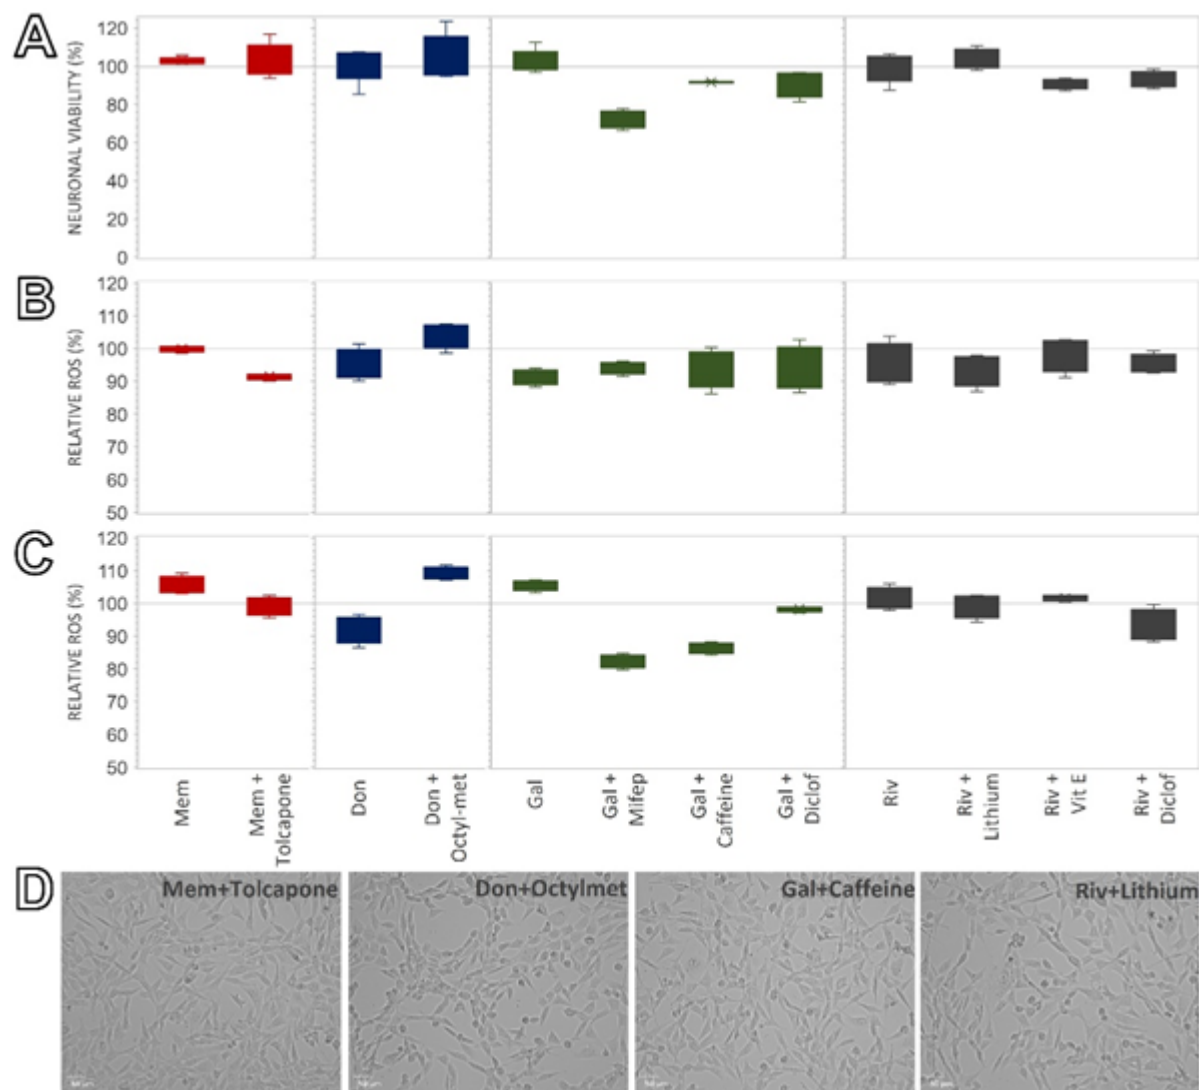 A
NEURONAL VIABILITY (%)
120
100
80
60
40
20
0
B
RELATIVE ROS (%)
120
110
100
90
80
70
60
50
C
RELATIVE ROS (%)
120
110
100
90
80
70
60
50
Mem
Mem +
Tolcapone
Don
Don +
Octyl-met
Gal
Gal +
Mifep
Gal +
Caffeine
Gal +
Diclof
Riv
Riv +
Lithium
Riv +
Vit E
Riv +
Diclof
D
Mem+Tolcapone
Don+Octylmet
Gal+Caffeine
Riv+Lithium